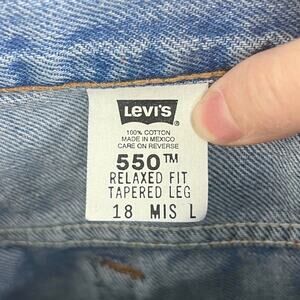 LEVI'S ®
100% COTTON
MADE IN MEXICO
CARE ON REVERSE
550™
RELAXED FIT
TAPERED LEG
18 MIS L